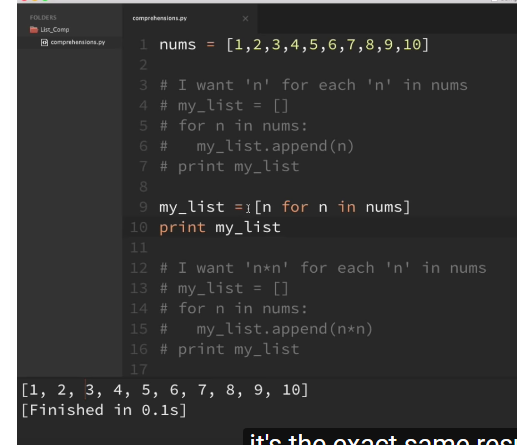 FOLDERS
List_Comp
comprehensions.py
comprehensions.py ×
1 nums = [1,2,3,4,5,6,7,8,9,10]
2
3 # I want 'n' for each 'n' in nums
4 # my_list = []
5 # for n in nums:
6 #   my_list.append(n)
7 # print my_list
8
9 my_list = [n for n in nums]
10 print my_list
11
12 # I want 'n*n' for each 'n' in nums
13 # my_list = []
14 # for n in nums:
15 #   my_list.append(n*n)
16 # print my_list
17
[1, 2, 3, 4, 5, 6, 7, 8, 9, 10]
[Finished in 0.1s]
it's the exact same